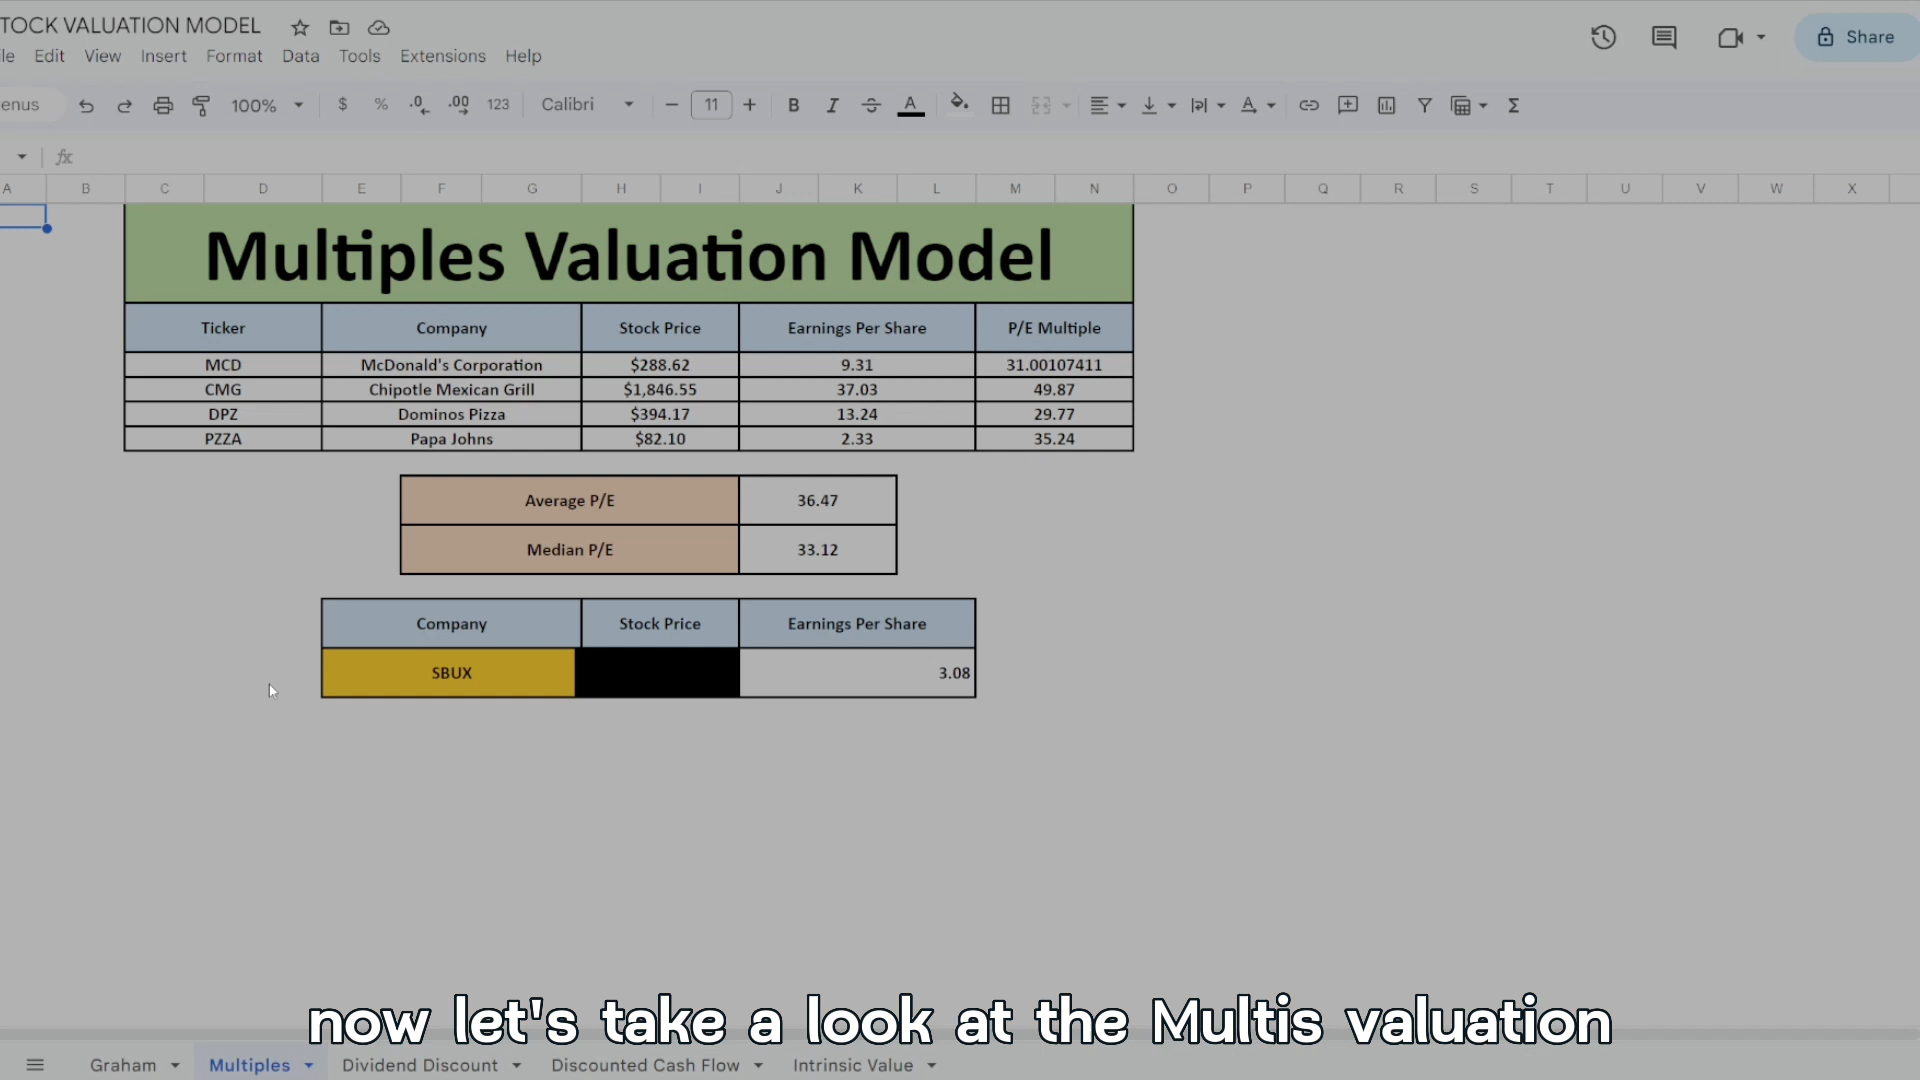 TOCK VALUATION MODEL
ile Edit View Insert Format Data Tools Extensions Help
Share
enus 100% $ % .0 .00 123 Calibri 11 B I A Σ
fx
A B C D E F G H I J K L M N O P Q R S T U V W X
Multiples Valuation Model
Ticker Company Stock Price Earnings Per Share P/E Multiple
MCD McDonald's Corporation $288.62 9.31 31.00107411
CMG Chipotle Mexican Grill $1,846.55 37.03 49.87
DPZ Dominos Pizza $394.17 13.24 29.77
PZZA Papa Johns $82.10 2.33 35.24
Average P/E 36.47
Median P/E 33.12
Company Stock Price Earnings Per Share
SBUX 3.08
now let's take a look at the Multis valuation
Graham Multiples Dividend Discount Discounted Cash Flow Intrinsic Value